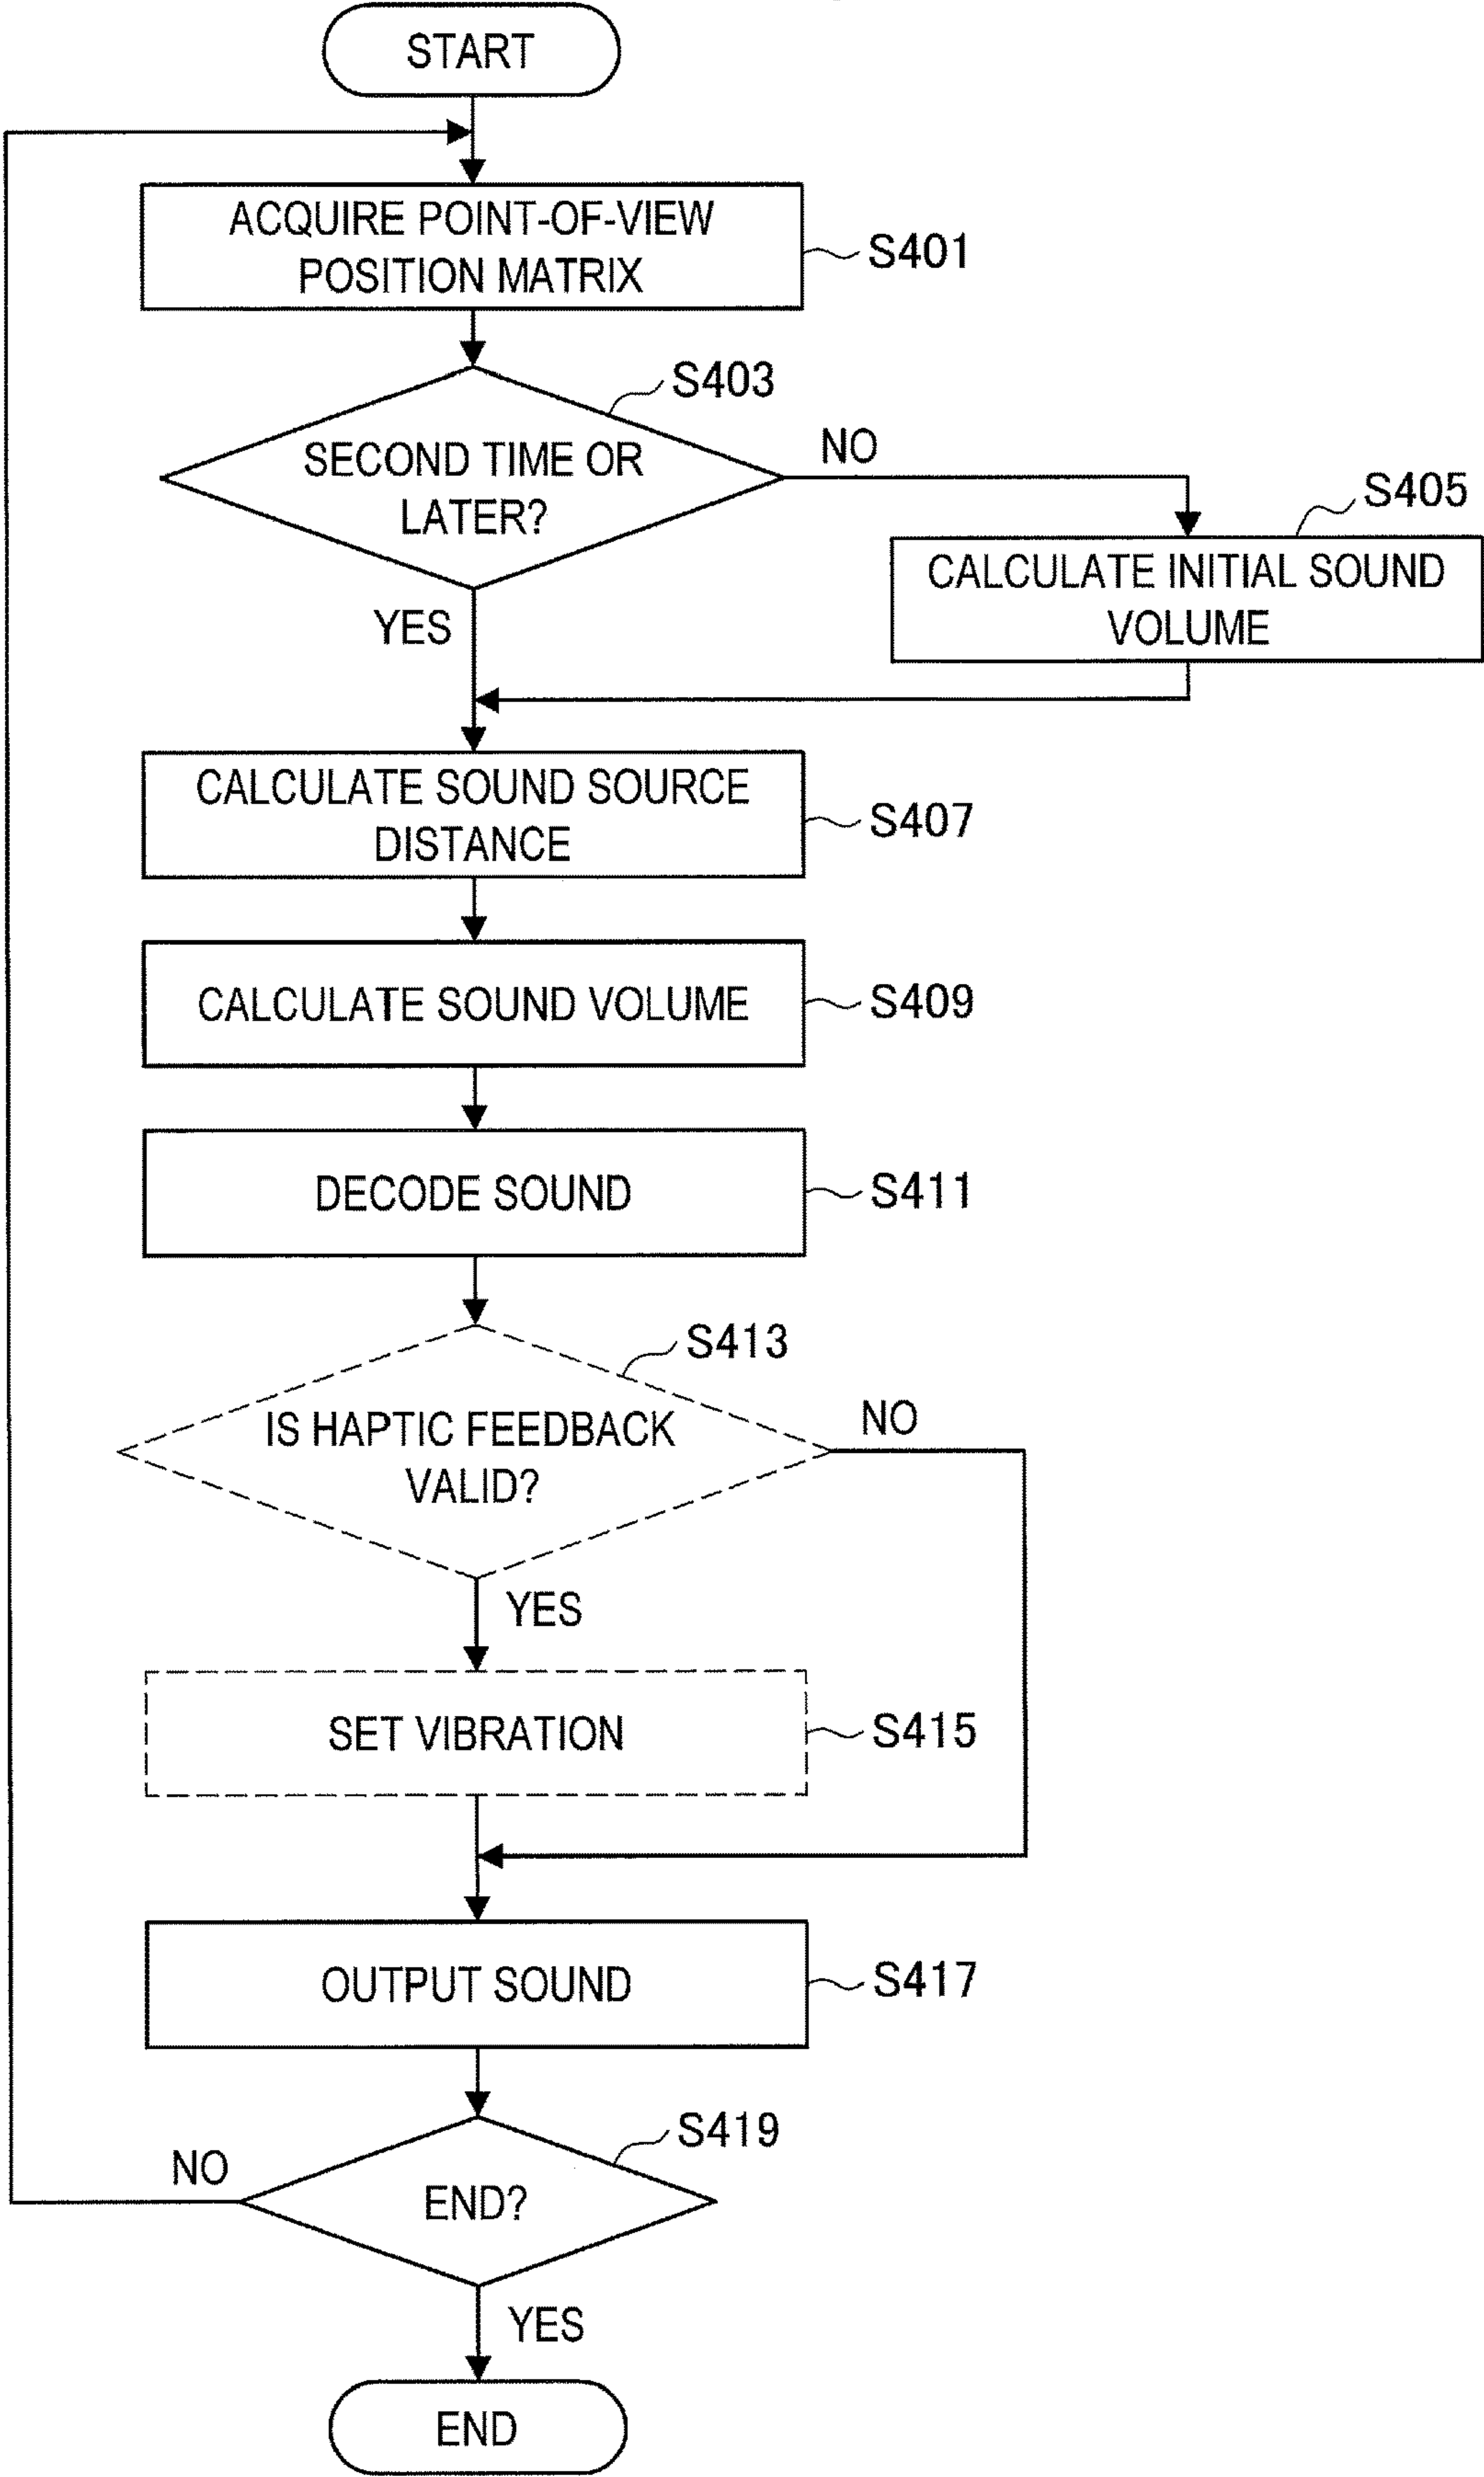 START
ACQUIRE POINT-OF-VIEW
POSITION MATRIX
S401
S403
SECOND TIME OR
LATER?
NO
S405
CALCULATE INITIAL SOUND
VOLUME
YES
CALCULATE SOUND SOURCE
DISTANCE
S407
CALCULATE SOUND VOLUME
S409
DECODE SOUND
S411
S413
IS HAPTIC FEEDBACK
VALID?
NO
YES
SET VIBRATION
S415
OUTPUT SOUND
S417
S419
NO
END?
YES
END